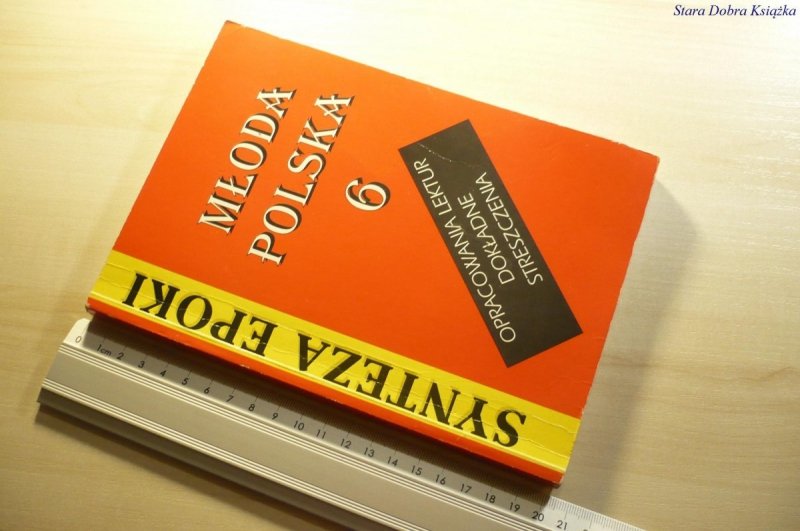 Stara Dobra Książka
MŁODA
POLSKA
6
OPRACOWANIA LEKTUR
DOKŁADNE
STRESZCZENIA
SYNTEZA EPOKI
0 1cm 2 3 4 5 6 7 8 9 10 11 12 13 14 15 16 17 18 19 20 21